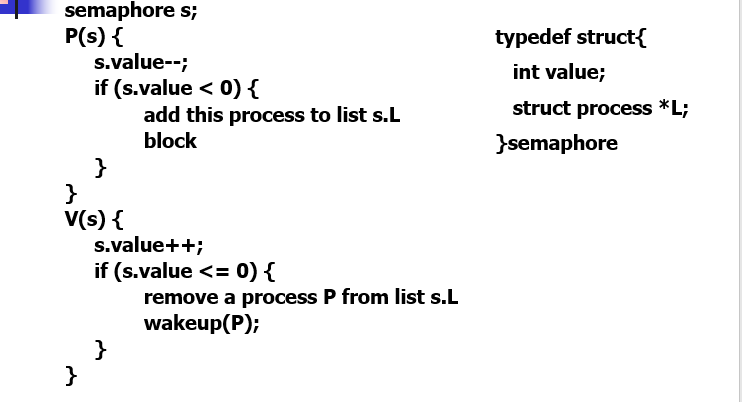 semaphore s;
P(s) {
s.value--;
if (s.value < 0) {
add this process to list s.L
block
}
}
V(s) {
s.value++;
if (s.value <= 0) {
remove a process P from list s.L
wakeup(P);
}
}
typedef struct{
int value;
struct process *L;
}semaphore